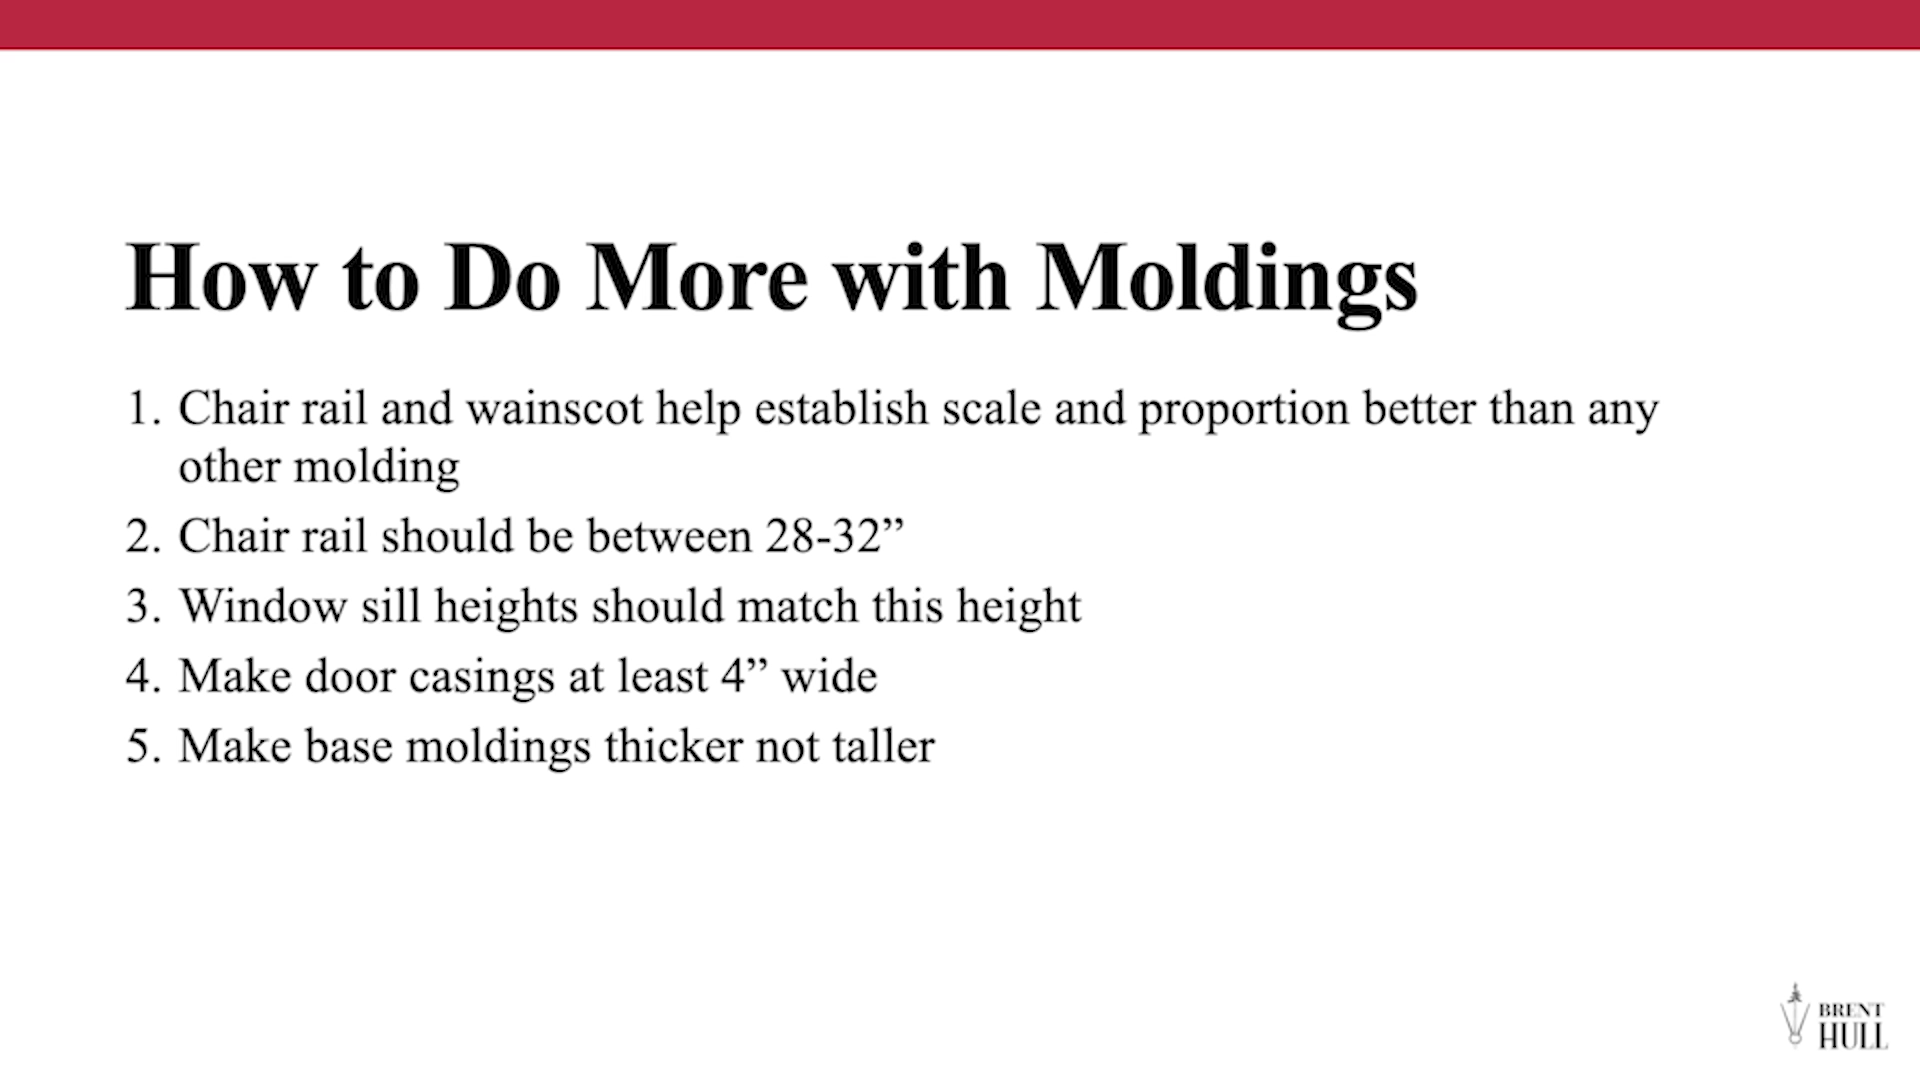 How to Do More with Moldings
1. Chair rail and wainscot help establish scale and proportion better than any
other molding
2. Chair rail should be between 28-32”
3. Window sill heights should match this height
4. Make door casings at least 4” wide
5. Make base moldings thicker not taller
BRENT
HULL